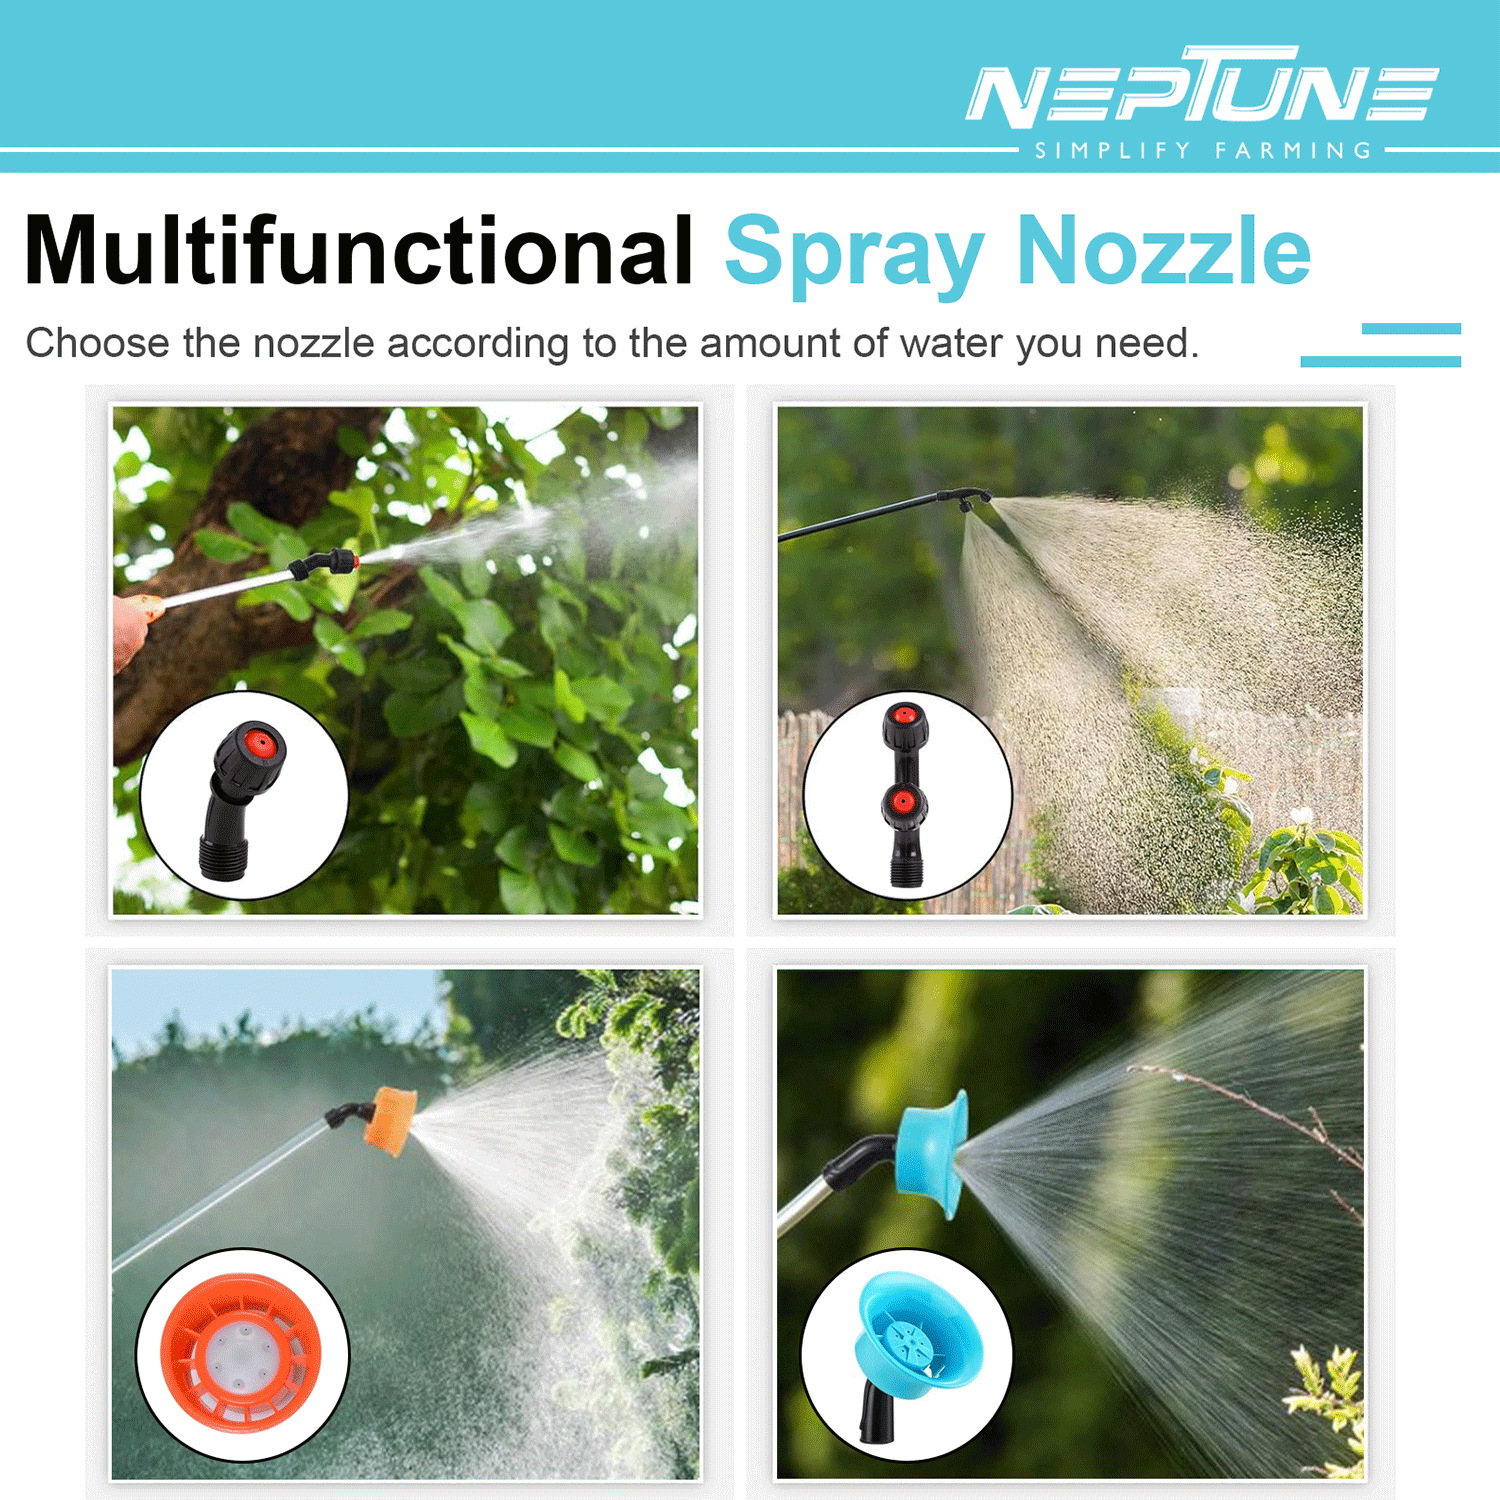 NEPTUNE
SIMPLIFY FARMING
Multifunctional Spray Nozzle
Choose the nozzle according to the amount of water you need.